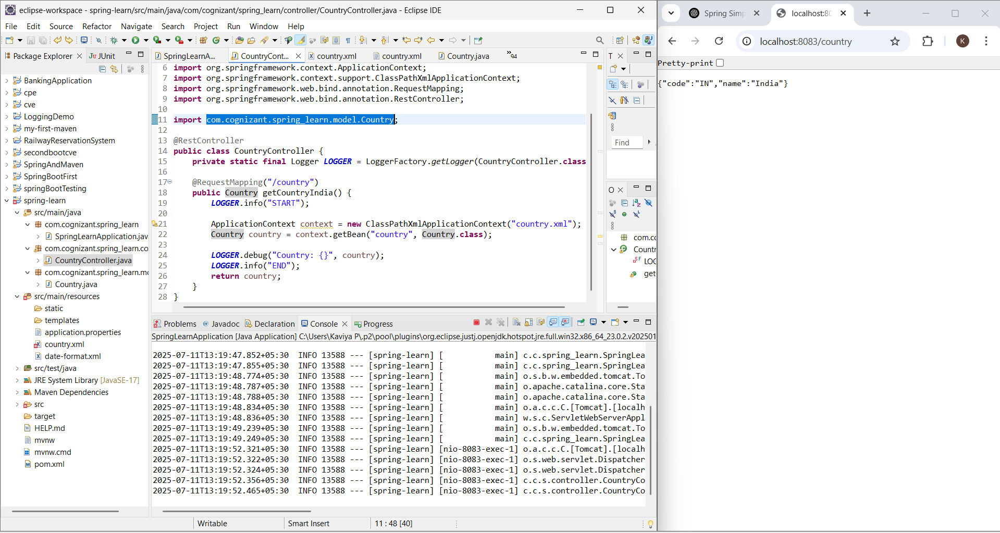 eclipse-workspace - spring-learn/src/main/java/com/cognizant/spring_learn/controller/CountryController.java - Eclipse IDE
File Edit Source Refactor Navigate Search Project Run Window Help
Package Explorer
JUnit
BankingApplication
cpe
cve
LoggingDemo
my-first-maven
RailwayReservationSystem
secondbootcve
SpringAndMaven
SpringBootFirst
springBootTesting
spring-learn
src/main/java
com.cognizant.spring_learn
SpringLearnApplication.jav
com.cognizant.spring_learn.co
CountryController.java
com.cognizant.spring_learn.mo
Country.java
src/main/resources
static
templates
application.properties
country.xml
date-format.xml
src/test/java
JRE System Library [JavaSE-17]
Maven Dependencies
src
target
HELP.md
mvnw
mvnw.cmd
pom.xml
SpringLearnA... CountryCont... country.xml country.xml Country.java »94
6 import org.springframework.context.ApplicationContext;
7 import org.springframework.context.support.ClassPathXmlApplicationContext;
8 import org.springframework.web.bind.annotation.RequestMapping;
9 import org.springframework.web.bind.annotation.RestController;
10
11 import com.cognizant.spring_learn.model.Country;
12
13 @RestController
14 public class CountryController {
15 private static final Logger LOGGER = LoggerFactory.getLogger(CountryController.class
16
17 @RequestMapping("/country")
18 public Country getCountryIndia() {
19 LOGGER.info("START");
20
21 ApplicationContext context = new ClassPathXmlApplicationContext("country.xml");
22 Country country = context.getBean("country", Country.class);
23
24 LOGGER.debug("Country: {}", country);
25 LOGGER.info("END");
26 return country;
27 }
28 }
T
Find
O
com.cc
Countr
LOG
get
Problems Javadoc Declaration Console Progress
SpringLearnApplication [Java Application] C:\Users\Kaviya P\.p2\pool\plugins\org.eclipse.justj.openjdk.hotspot.jre.full.win32.x86_64_23.0.2.v202501
2025-07-11T13:19:47.852+05:30 INFO 13588 --- [spring-learn] [ main] c.c.spring_learn.SpringLea
2025-07-11T13:19:47.855+05:30 INFO 13588 --- [spring-learn] [ main] c.c.spring_learn.SpringLea
2025-07-11T13:19:48.774+05:30 INFO 13588 --- [spring-learn] [ main] o.s.b.w.embedded.tomcat.To
2025-07-11T13:19:48.787+05:30 INFO 13588 --- [spring-learn] [ main] o.apache.catalina.core.Sta
2025-07-11T13:19:48.788+05:30 INFO 13588 --- [spring-learn] [ main] o.apache.catalina.core.Sta
2025-07-11T13:19:48.834+05:30 INFO 13588 --- [spring-learn] [ main] o.a.c.c.C.[Tomcat].[localh
2025-07-11T13:19:48.836+05:30 INFO 13588 --- [spring-learn] [ main] w.s.c.ServletWebServerAppl
2025-07-11T13:19:49.239+05:30 INFO 13588 --- [spring-learn] [ main] o.s.b.w.embedded.tomcat.To
2025-07-11T13:19:49.249+05:30 INFO 13588 --- [spring-learn] [ main] c.c.spring_learn.SpringLea
2025-07-11T13:19:52.321+05:30 INFO 13588 --- [spring-learn] [nio-8083-exec-1] o.a.c.c.C.[Tomcat].[localh
2025-07-11T13:19:52.322+05:30 INFO 13588 --- [spring-learn] [nio-8083-exec-1] o.s.web.servlet.Dispatcher
2025-07-11T13:19:52.324+05:30 INFO 13588 --- [spring-learn] [nio-8083-exec-1] o.s.web.servlet.Dispatcher
2025-07-11T13:19:52.356+05:30 INFO 13588 --- [spring-learn] [nio-8083-exec-1] c.c.s.controller.CountryCo
2025-07-11T13:19:52.465+05:30 INFO 13588 --- [spring-learn] [nio-8083-exec-1] c.c.s.controller.CountryCo
Writable Smart Insert 11 : 48 [40]
Spring Simp localhost:80
localhost:8083/country
K
Pretty-print
{"code":"IN","name":"India"}